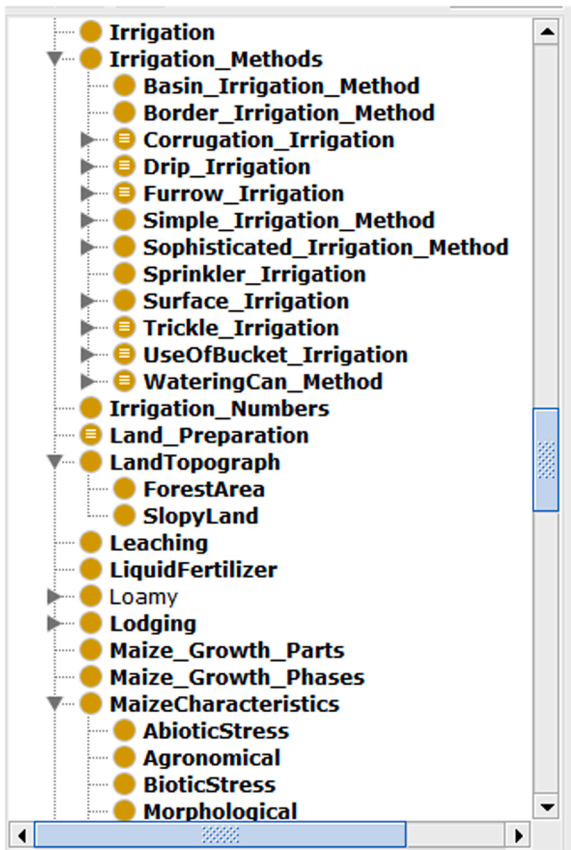 Irrigation
Irrigation_Methods
Basin_Irrigation_Method
Border_Irrigation_Method
Corrugation_Irrigation
Drip_Irrigation
Furrow_Irrigation
Simple_Irrigation_Method
Sophisticated_Irrigation_Method
Sprinkler_Irrigation
Surface_Irrigation
Trickle_Irrigation
UseOfBucket_Irrigation
WateringCan_Method
Irrigation_Numbers
Land_Preparation
LandTopograph
ForestArea
SlopyLand
Leaching
LiquidFertilizer
Loamy
Lodging
Maize_Growth_Parts
Maize_Growth_Phases
MaizeCharacteristics
AbioticStress
Agronomical
BioticStress
Morphological